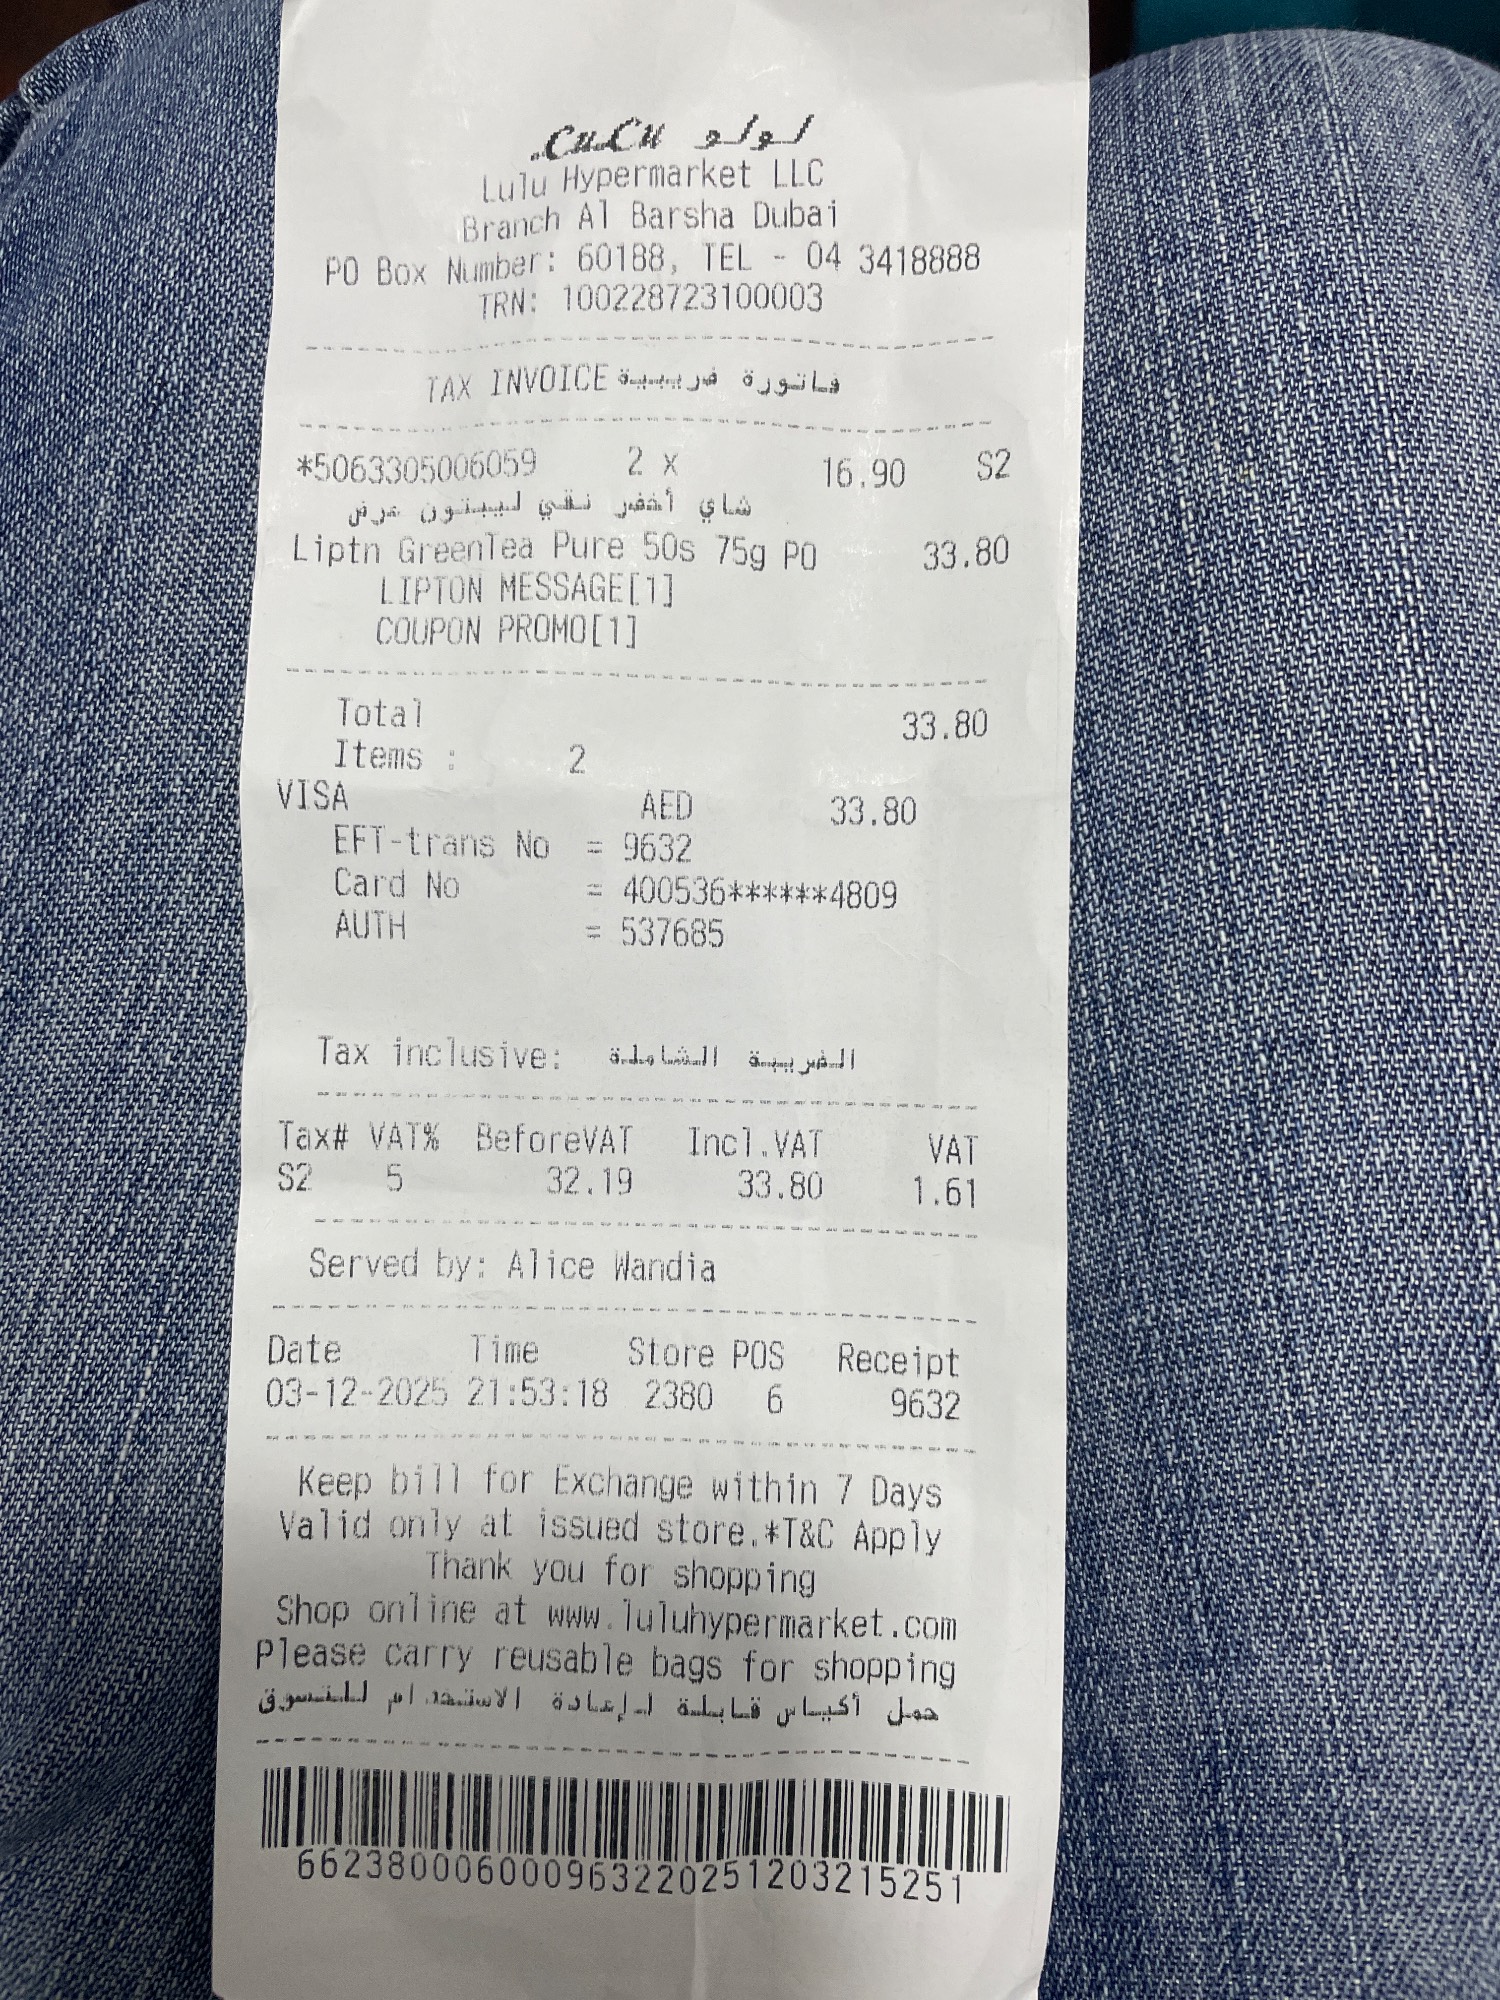 LuLu لولو
Lulu Hypermarket LLC
Branch Al Barsha Dubai
PO Box Number: 60188, TEL - 04 3418888
TRN: 100228723100003
TAX INVOICE فاتورة ضريبية
*5063305006059 2 x 16.90 S2
شاي أخضر نقي ليبتون عرض
Liptn GreenTea Pure 50s 75g PO 33.80
LIPTON MESSAGE[1]
COUPON PROMO[1]
Total 33.80
Items : 2
VISA AED 33.80
EFT-trans No = 9632
Card No = 400536******4809
AUTH = 537685
Tax inclusive: الضريبة الشاملة
Tax# VAT% BeforeVAT Incl.VAT VAT
S2 5 32.19 33.80 1.61
Served by: Alice Wandia
Date Time Store POS Receipt
03-12-2025 21:53:18 2380 6 9632
Keep bill for Exchange within 7 Days
Valid only at issued store.*T&C Apply
Thank you for shopping
Shop online at www.luluhypermarket.com
Please carry reusable bags for shopping
حمل أكياس قابلة لإعادة الاستخدام للتسوق
662380006000963220251203215251